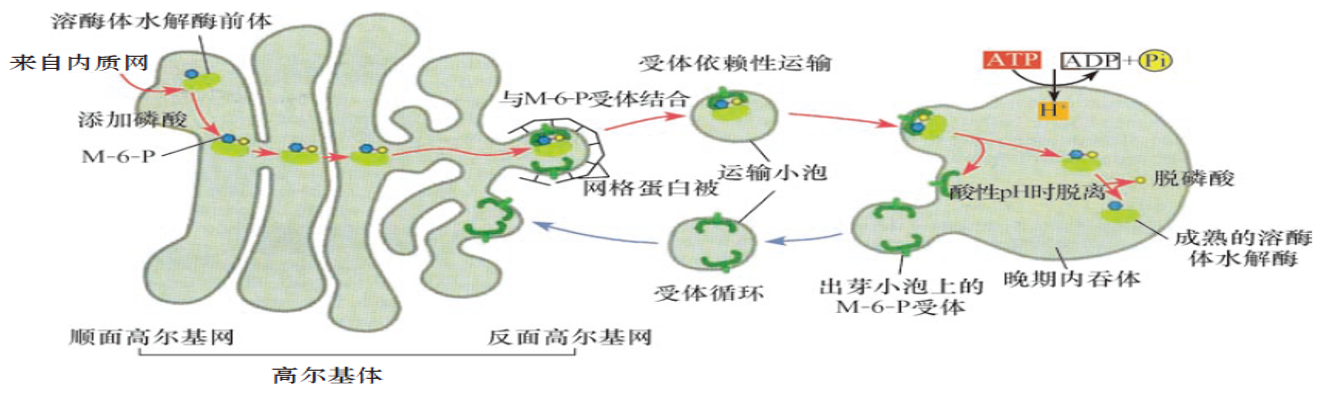 溶酶体水解酶前体
来自内质网
添加磷酸
M-6-P
与M-6-P受体结合
网格蛋白被
受体依赖性运输
运输小泡
受体循环
ATP
ADP+Pi
H+
酸性pH时脱离
脱磷酸
成熟的溶酶
体水解酶
晚期内吞体
出芽小泡上的
M-6-P受体
顺面高尔基网
反面高尔基网
高尔基体